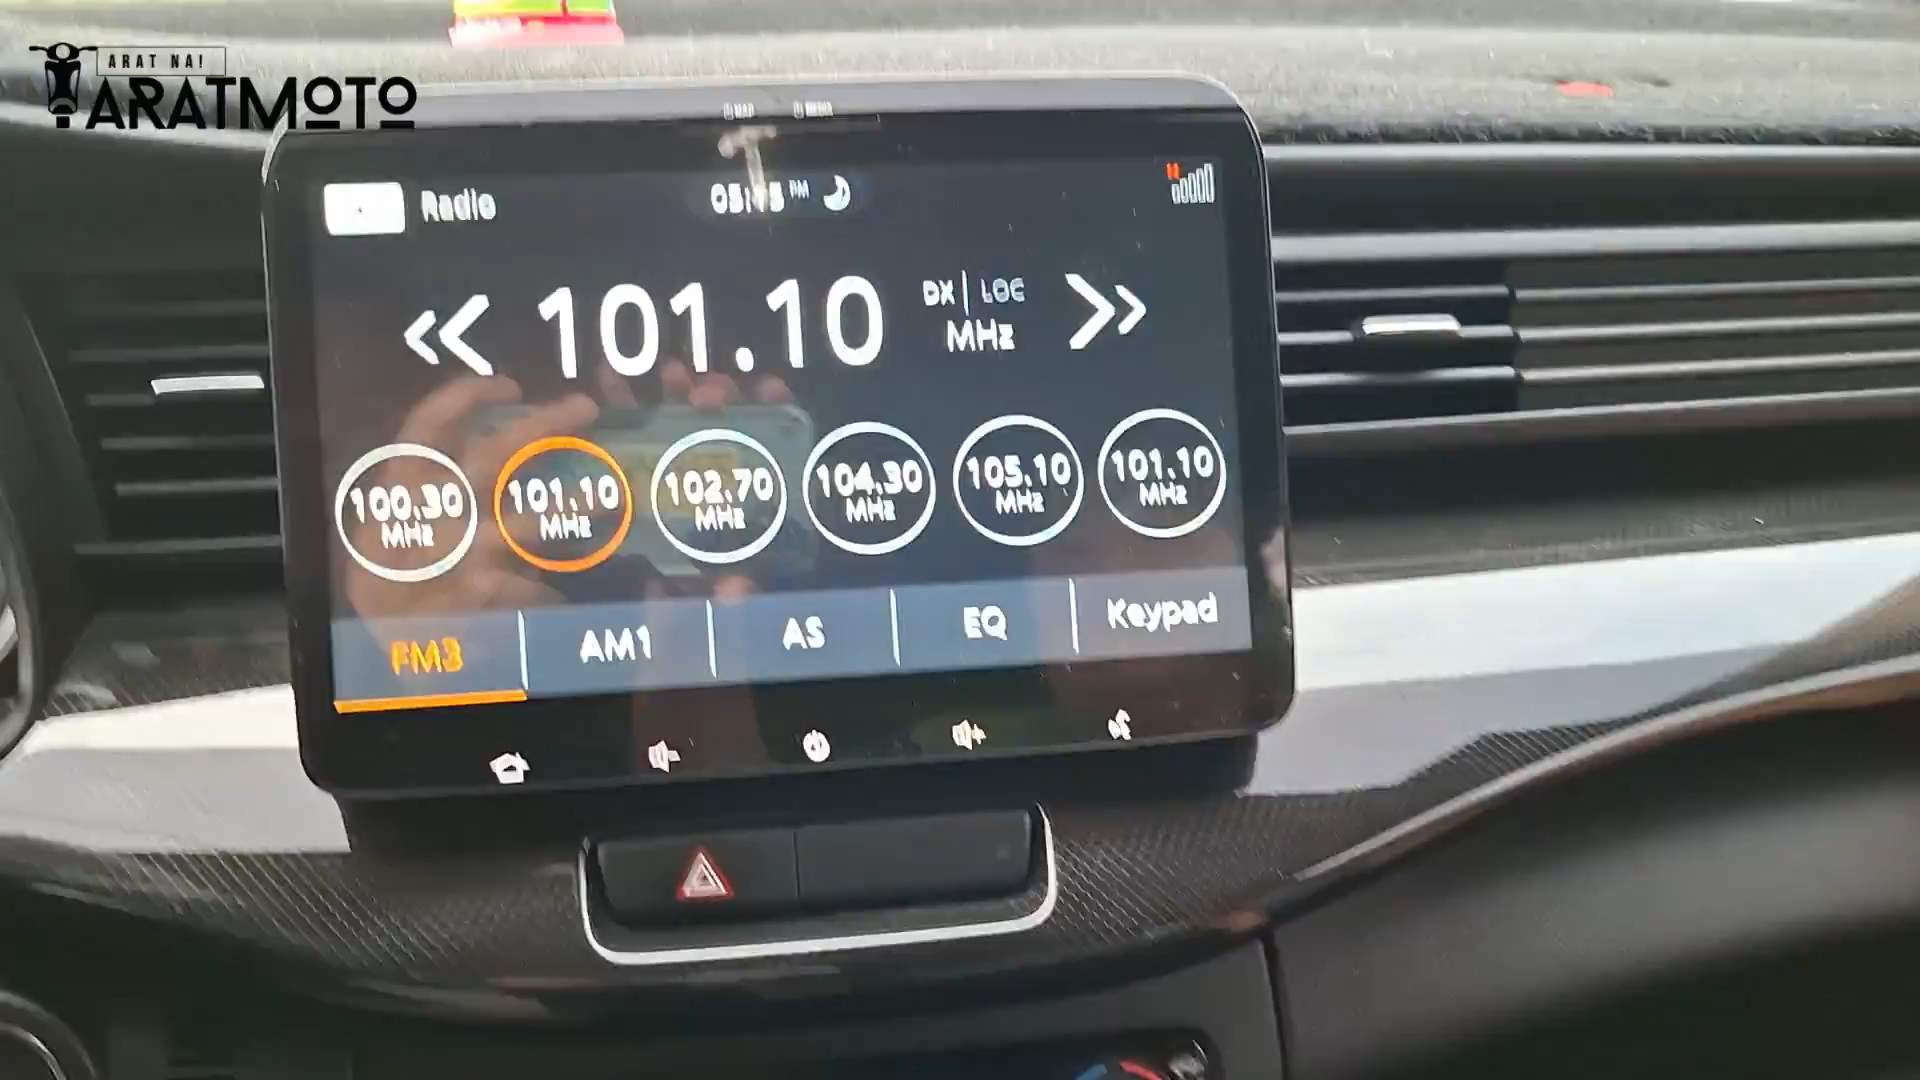 ARAT NA!
ARATMOTO
Radio
PM
101.10
DX | LOC
MHz
100.30 MHz
101.10 MHz
102.70 MHz
104.30 MHz
105.10 MHz
101.10 MHz
FM3
AM1
AS
EQ
Keypad